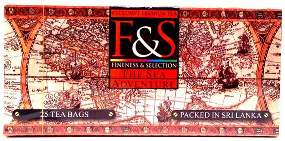 F&S
FINENESS & SELECTION
THE SEA
ADVENTURE
25 TEA BAGS
PACKED IN SRI LANKA